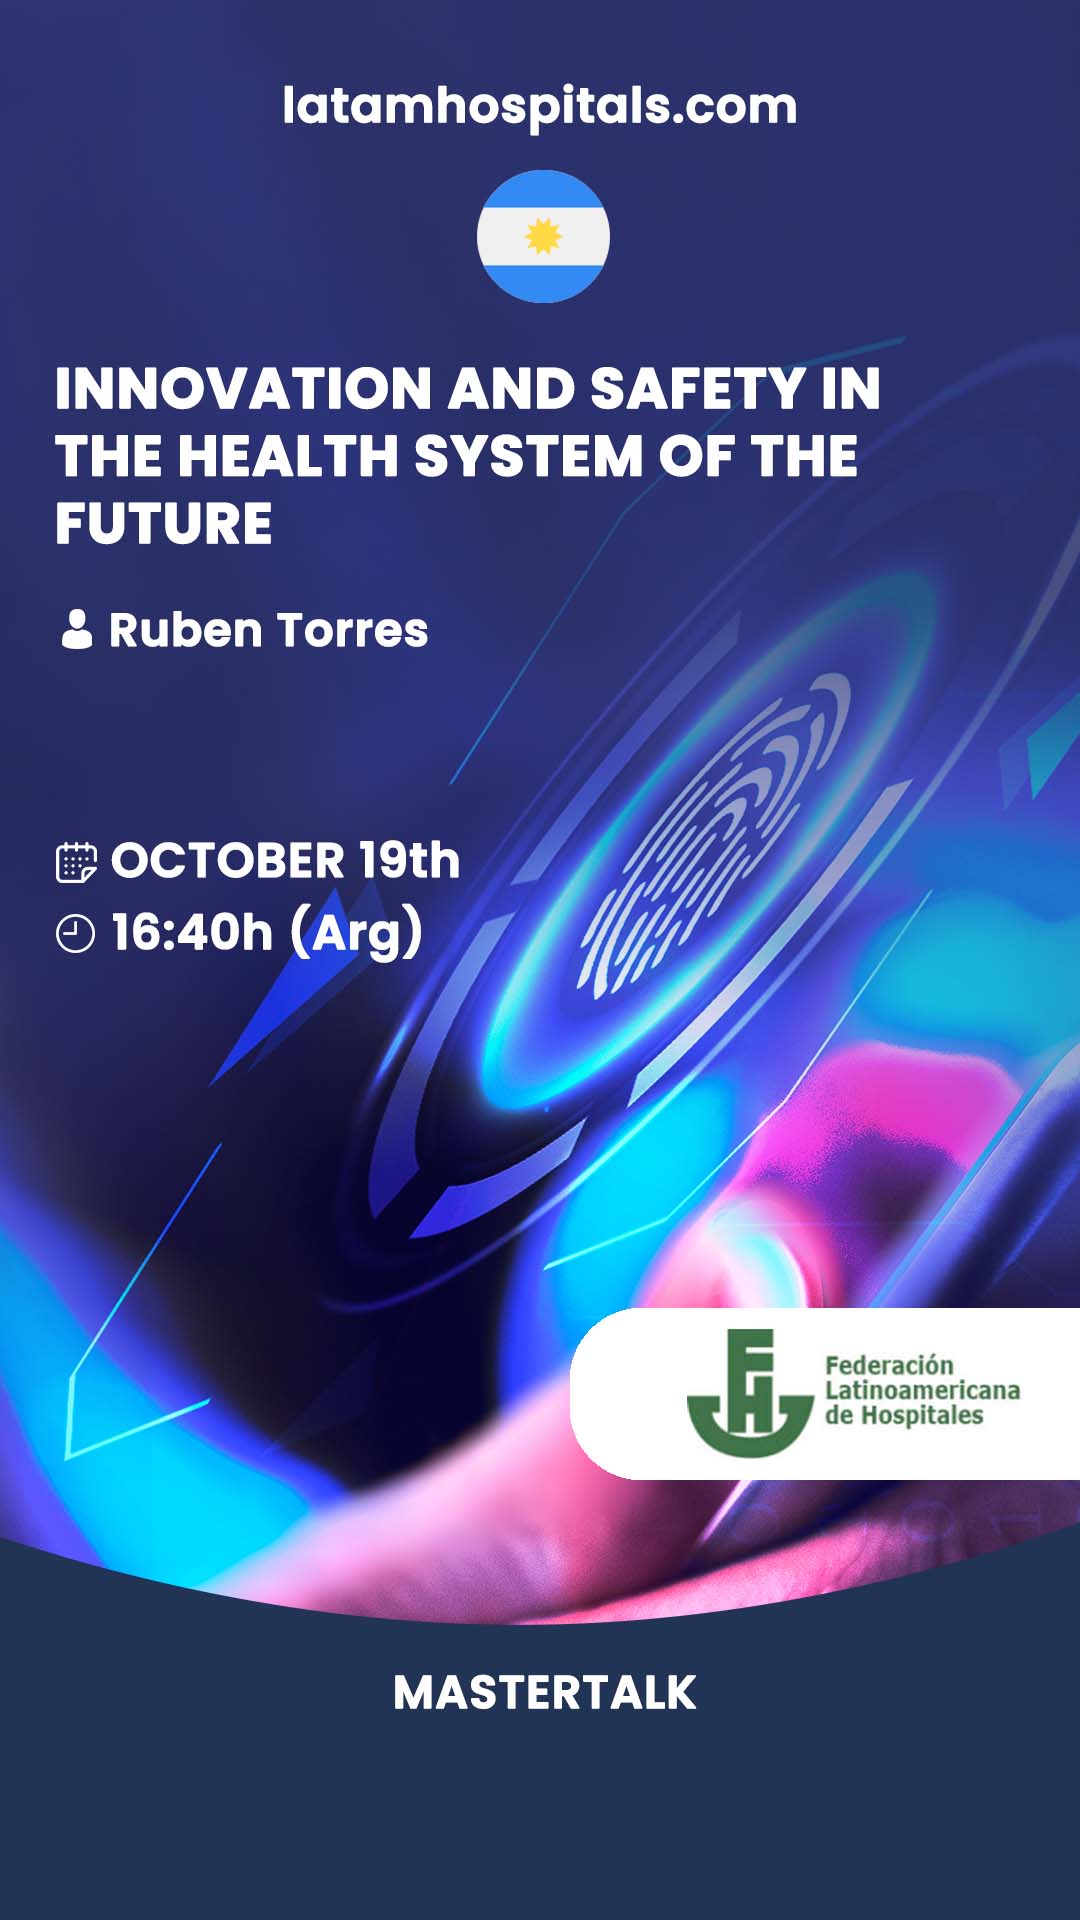 latamhospitals.com
INNOVATION AND SAFETY IN
THE HEALTH SYSTEM OF THE
FUTURE
Ruben Torres
OCTOBER 19th
16:40h (Arg)
FH
Federación
Latinoamericana
de Hospitales
MASTERTALK